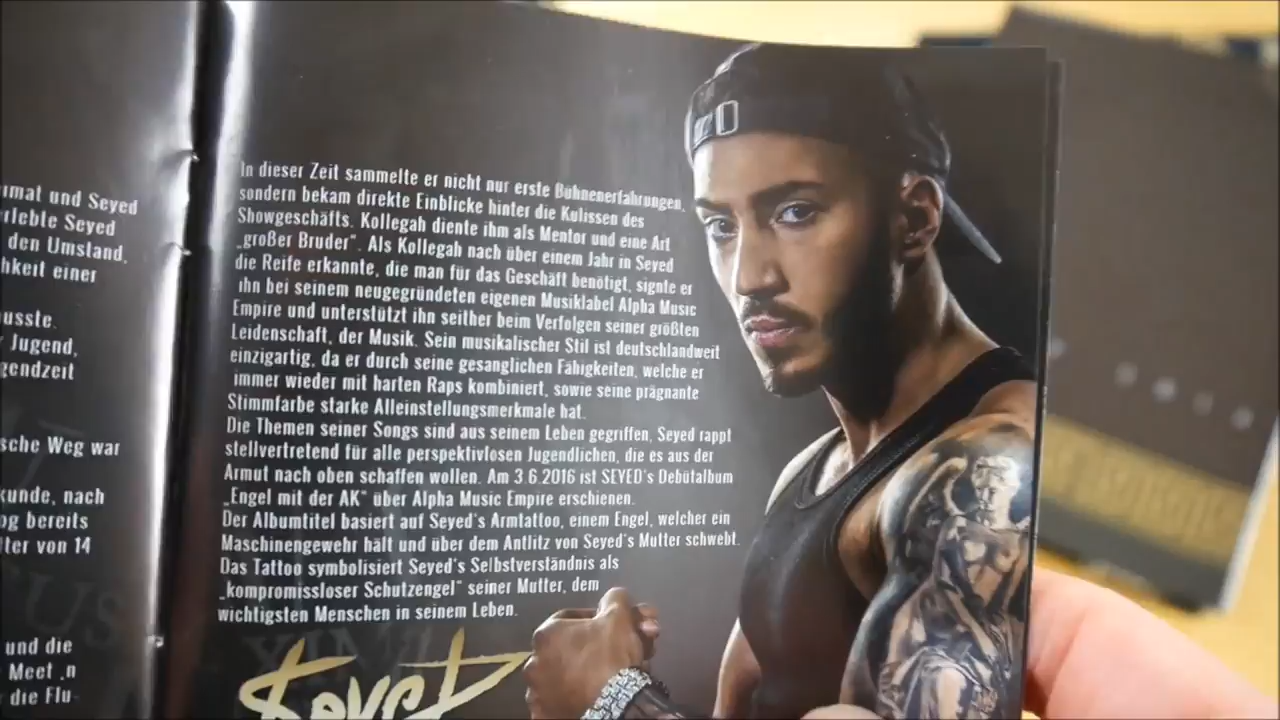 und Seyed
rlebte Seyed
den Umstand,
hkeit einer
usste.
Jugend,
gendzeit
sche Weg war
kunde, nach
og bereits
lter von 14
und die
Meet ,n
die Flu-
In dieser Zeit sammelte er nicht nur erste Bühnenerfahrungen,
sondern bekam direkte Einblicke hinter die Kulissen des
Showgeschäfts. Kollegah diente ihm als Mentor und eine Art
„großer Bruder“. Als Kollegah nach über einem Jahr in Seyed
die Reife erkannte, die man für das Geschäft benötigt, signte er
ihn bei seinem neugegründeten eigenen Musiklabel Alpha Music
Empire und unterstützt ihn seither beim Verfolgen seiner größten
Leidenschaft, der Musik. Sein musikalischer Stil ist deutschlandweit
einzigartig, da er durch seine gesanglichen Fähigkeiten, welche er
immer wieder mit harten Raps kombiniert, sowie seine prägnante
Stimmfarbe starke Alleinstellungsmerkmale hat.
Die Themen seiner Songs sind aus seinem Leben gegriffen, Seyed rappt
stellvertretend für alle perspektivlosen Jugendlichen, die es aus der
Armut nach oben schaffen wollen. Am 3.6.2016 ist SEYED's Debütalbum
„Engel mit der AK“ über Alpha Music Empire erschienen.
Der Albumtitel basiert auf Seyed's Armtattoo, einem Engel, welcher ein
Maschinengewehr hält und über dem Antlitz von Seyed's Mutter schwebt.
Das Tattoo symbolisiert Seyed's Selbstverständnis als
„kompromissloser Schutzengel“ seiner Mutter, dem
wichtigsten Menschen in seinem Leben.
Seyed